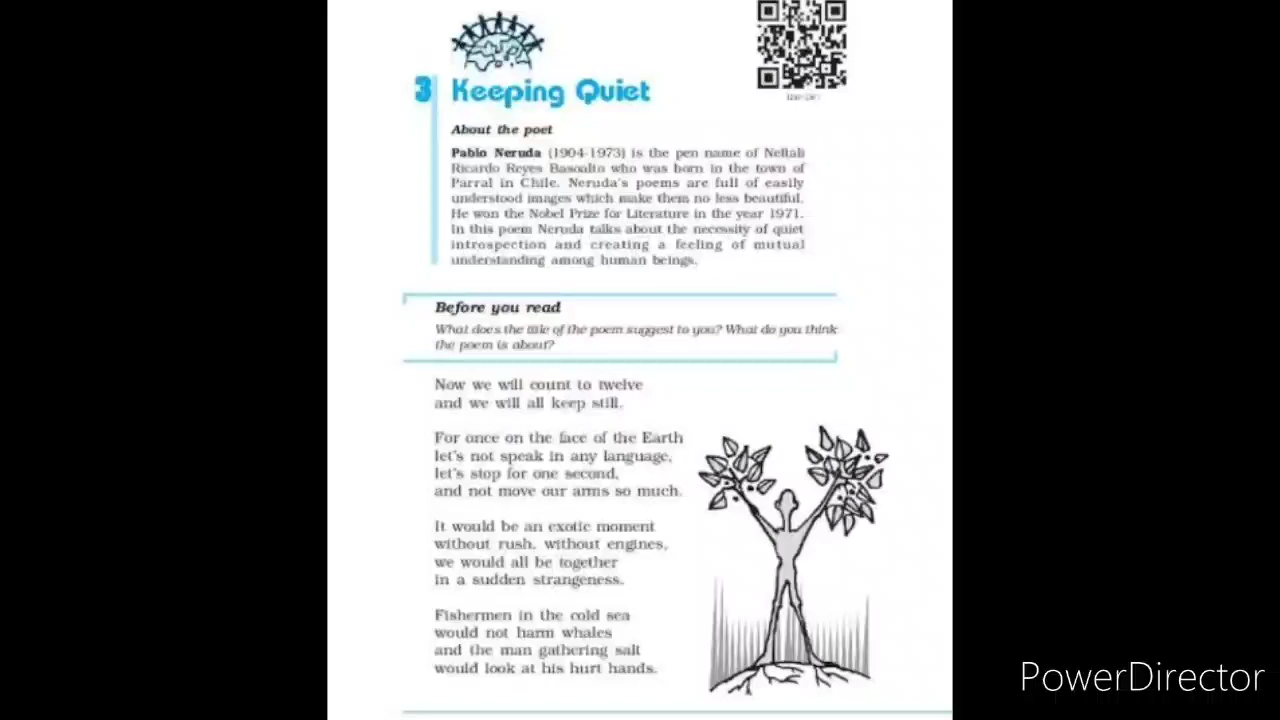 3 Keeping Quiet
About the poet
Pablo Neruda (1904-1973) is the pen name of Neftali
Ricardo Reyes Basoalto who was born in the town of
Parral in Chile. Neruda's poems are full of easily
understood images which make them no less beautiful.
He won the Nobel Prize for Literature in the year 1971.
In this poem Neruda talks about the necessity of quiet
introspection and creating a feeling of mutual
understanding among human beings.
Before you read
What does the title of the poem suggest to you? What do you think
the poem is about?
Now we will count to twelve
and we will all keep still.
For once on the face of the Earth
let's not speak in any language,
let's stop for one second,
and not move our arms so much.
It would be an exotic moment
without rush, without engines,
we would all be together
in a sudden strangeness.
Fishermen in the cold sea
would not harm whales
and the man gathering salt
would look at his hurt hands.
PowerDirector